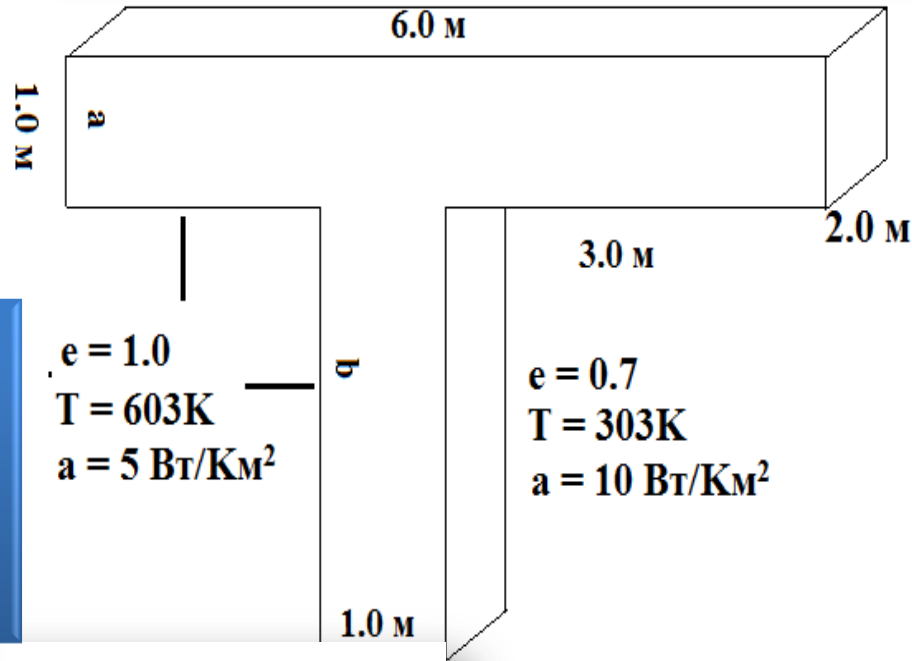 6.0 м
1.0 м
a
2.0 м
3.0 м
b
e = 1.0
T = 603K
a = 5 Вт/Км²
e = 0.7
T = 303K
a = 10 Вт/Км²
1.0 м